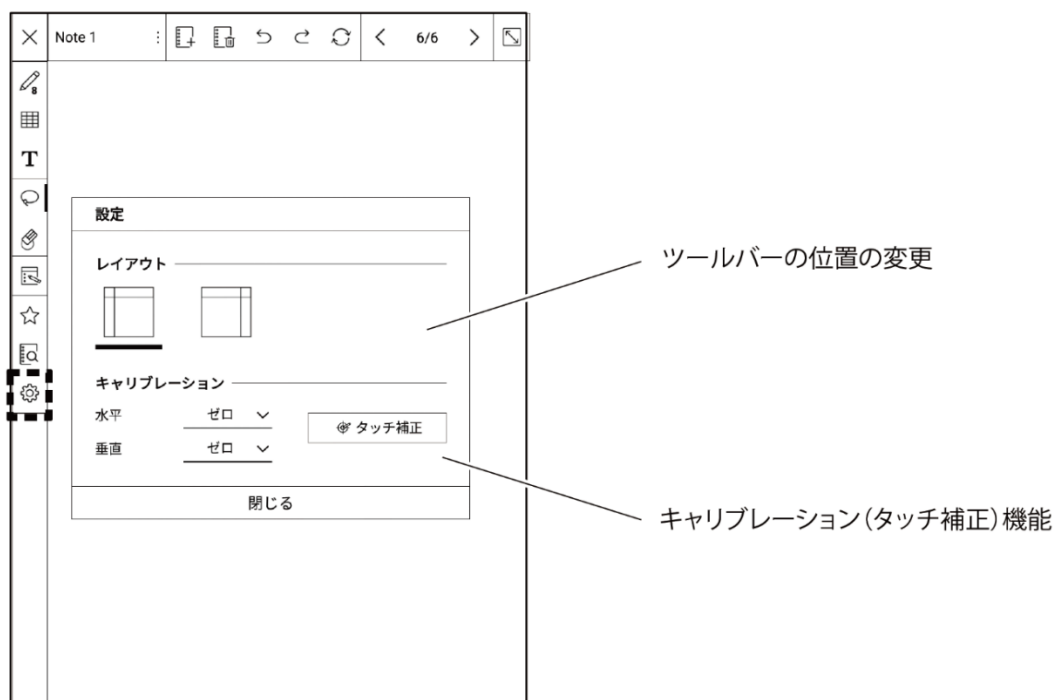 Note 1
6/6
8
T
設定
レイアウト
ツールバーの位置の変更
キャリブレーション
水平 ゼロ
タッチ補正
垂直 ゼロ
閉じる
キャリブレーション(タッチ補正)機能